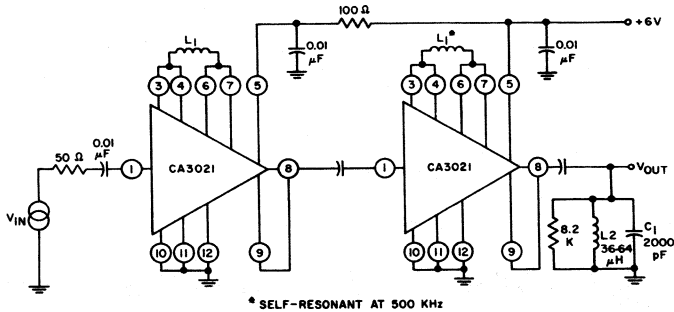 100 Ω
+6V
L1
0.01
μF
L1*
0.01
μF
3
4
6
7
5
3
4
6
7
5
50 Ω
0.01
μF
1
CA3021
8
1
CA3021
8
VOUT
VIN
8.2
K
L2
36-64
μH
C1
2000
pF
10
11
12
9
10
11
12
9
* SELF-RESONANT AT 500 KHz